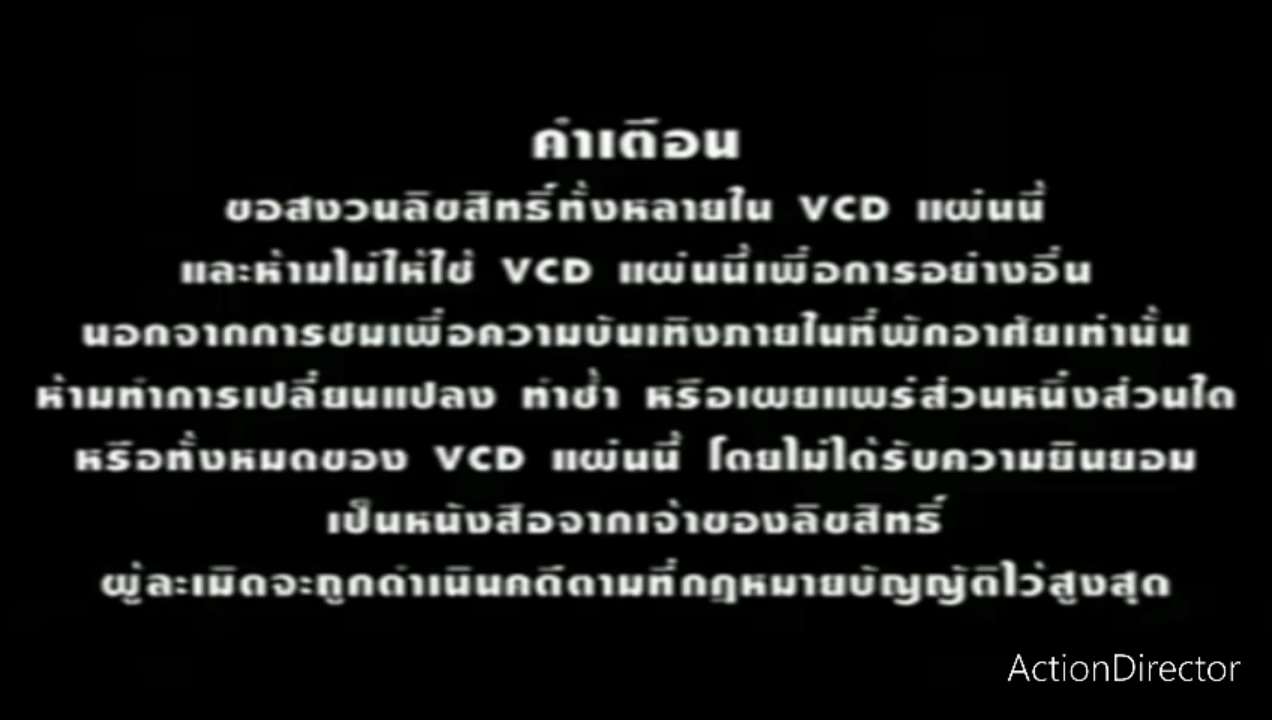 คำเตือน
ขอสงวนลิขสิทธิ์ทั้งหลายใน VCD แผ่นนี้
และห้ามไม่ให้ใช้ VCD แผ่นนี้เพื่อการอย่างอื่น
นอกจากการชมเพื่อความบันเทิงภายในที่พักอาศัยเท่านั้น
ห้ามทำการเปลี่ยนแปลง ทำซ้ำ หรือเผยแพร่ส่วนหนึ่งส่วนใด
หรือทั้งหมดของ VCD แผ่นนี้ โดยไม่ได้รับความยินยอม
เป็นหนังสือจากเจ้าของลิขสิทธิ์
ผู้ละเมิดจะถูกดำเนินคดีตามที่กฎหมายบัญญัติไว้สูงสุด
ActionDirector